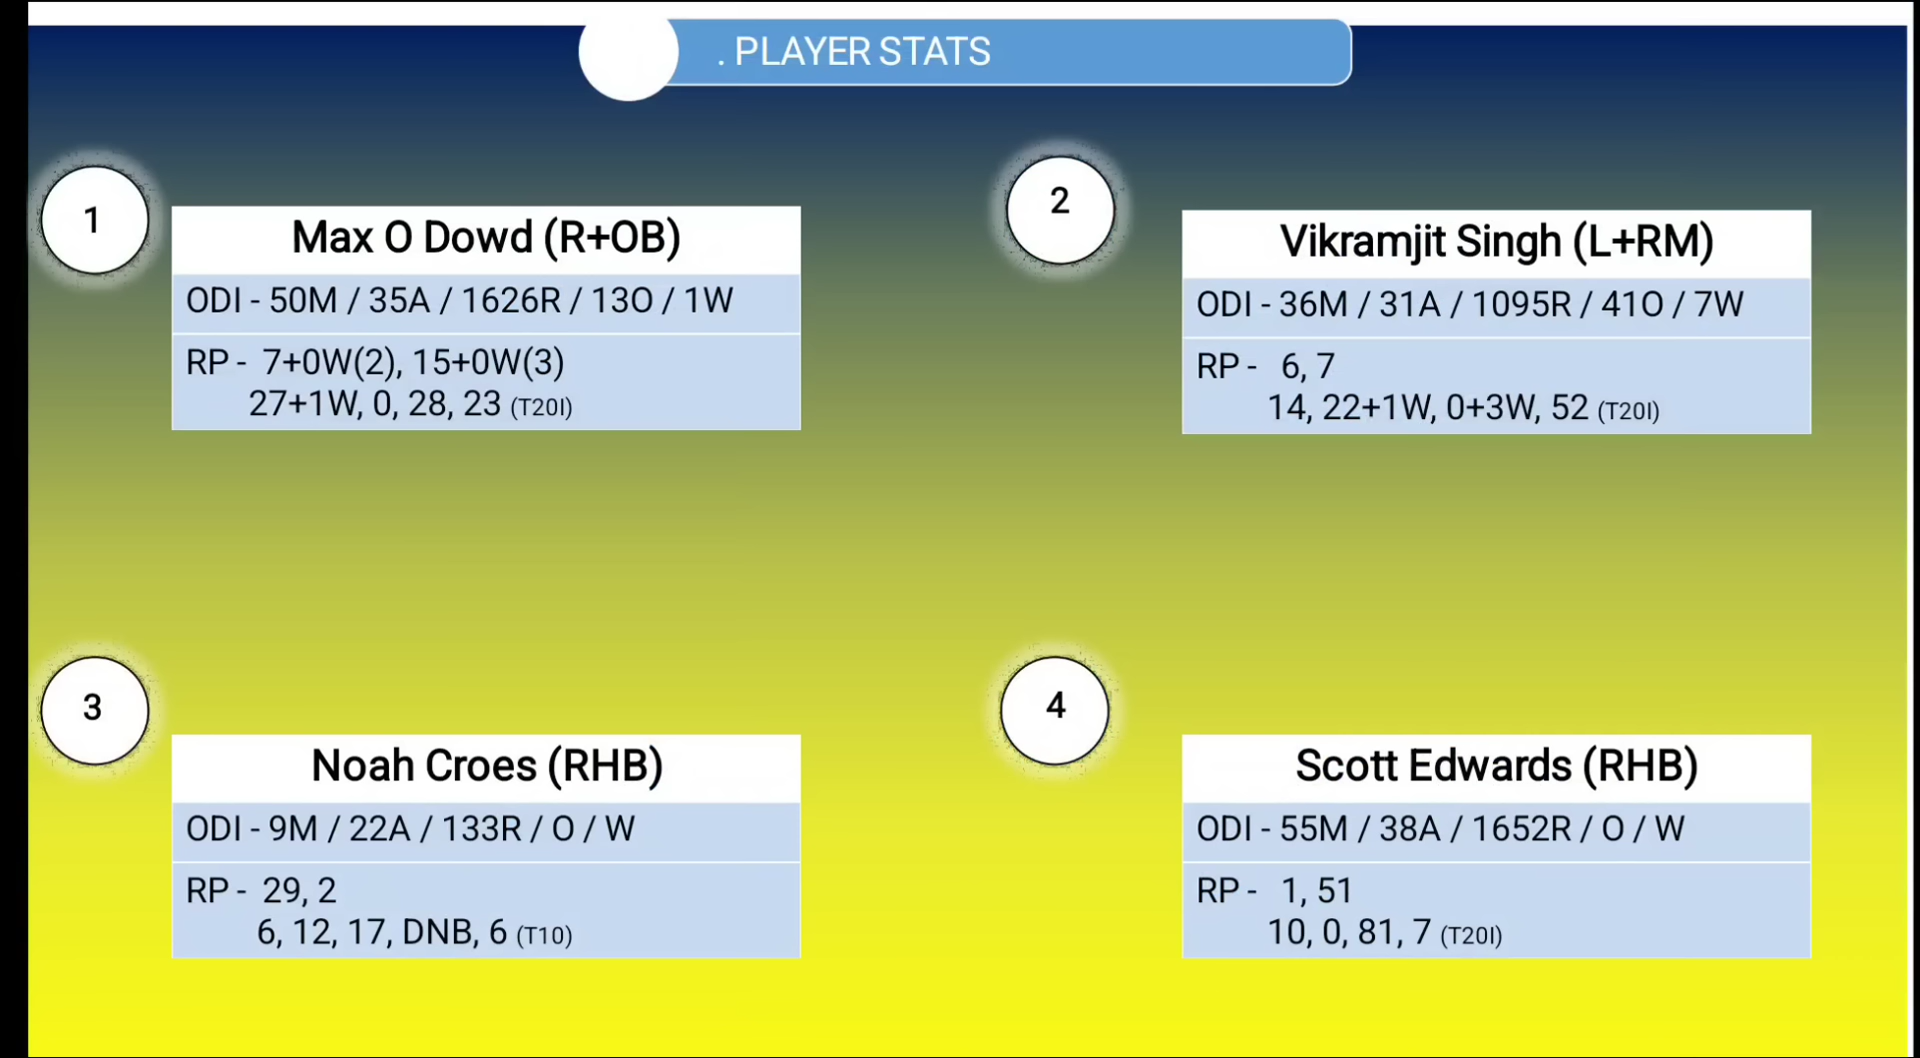 . PLAYER STATS
1
Max O Dowd (R+OB)
ODI - 50M / 35A / 1626R / 13O / 1W
RP - 7+0W(2), 15+0W(3)
27+1W, 0, 28, 23 (T20I)
2
Vikramjit Singh (L+RM)
ODI - 36M / 31A / 1095R / 41O / 7W
RP - 6, 7
14, 22+1W, 0+3W, 52 (T20I)
3
Noah Croes (RHB)
ODI - 9M / 22A / 133R / O / W
RP - 29, 2
6, 12, 17, DNB, 6 (T10)
4
Scott Edwards (RHB)
ODI - 55M / 38A / 1652R / O / W
RP - 1, 51
10, 0, 81, 7 (T20I)